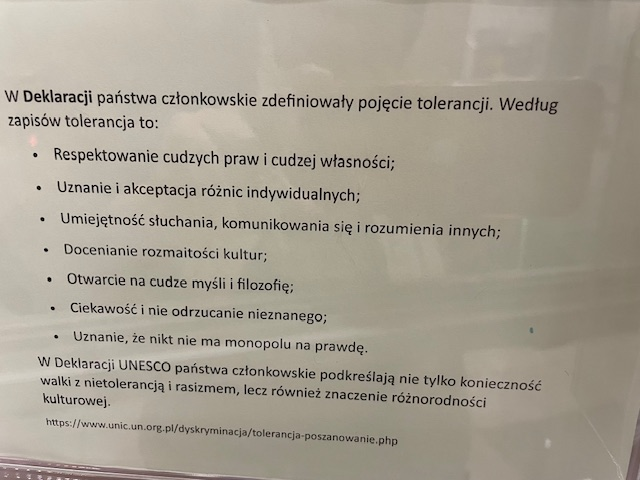 W Deklaracji państwa członkowskie zdefiniowały pojęcie tolerancji. Według
zapisów tolerancja to:
• Respektowanie cudzych praw i cudzej własności;
• Uznanie i akceptacja różnic indywidualnych;
• Umiejętność słuchania, komunikowania się i rozumienia innych;
• Docenianie rozmaitości kultur;
• Otwarcie na cudze myśli i filozofię;
• Ciekawość i nie odrzucanie nieznanego;
• Uznanie, że nikt nie ma monopolu na prawdę.
W Deklaracji UNESCO państwa członkowskie podkreślają nie tylko konieczność
walki z nietolerancją i rasizmem, lecz również znaczenie różnorodności
kulturowej.
https://www.unic.un.org.pl/dyskryminacja/tolerancja-poszanowanie.php